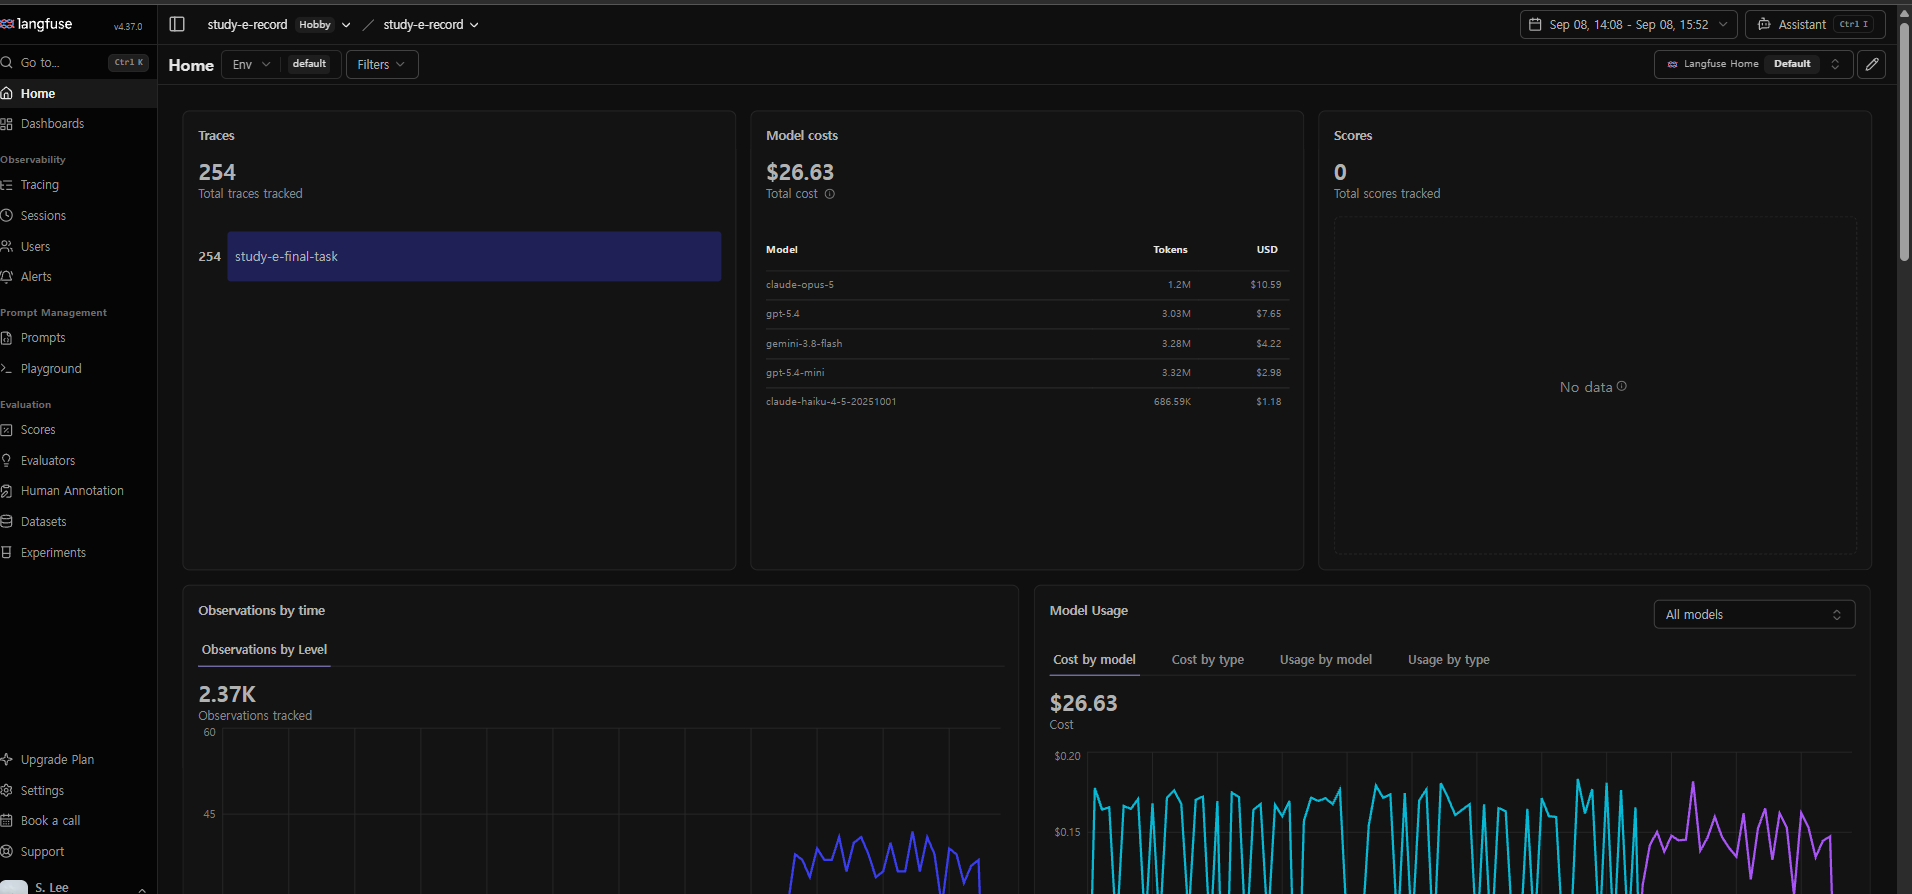 langfuse
v4.37.0
study-e-record Hobby
study-e-record
Sep 08, 14:08 - Sep 08, 15:52
Assistant Ctrl I
Go to...
Ctrl K
Home
Env
default
Filters
Langfuse Home Default
Home
Dashboards
Observability
Tracing
Sessions
Users
Alerts
Prompt Management
Prompts
Playground
Evaluation
Scores
Evaluators
Human Annotation
Datasets
Experiments
Upgrade Plan
Settings
Book a call
Support
S. Lee
Traces
254
Total traces tracked
254 study-e-final-task
Model costs
$26.63
Total cost
Model Tokens USD
claude-opus-5 1.2M $10.59
gpt-5.4 3.03M $7.65
gemini-3.8-flash 3.28M $4.22
gpt-5.4-mini 3.32M $2.98
claude-haiku-4-5-20251001 686.59K $1.18
Scores
0
Total scores tracked
No data
Observations by time
Observations by Level
2.37K
Observations tracked
60
45
Model Usage
All models
Cost by model
Cost by type
Usage by model
Usage by type
$26.63
Cost
$0.20
$0.15